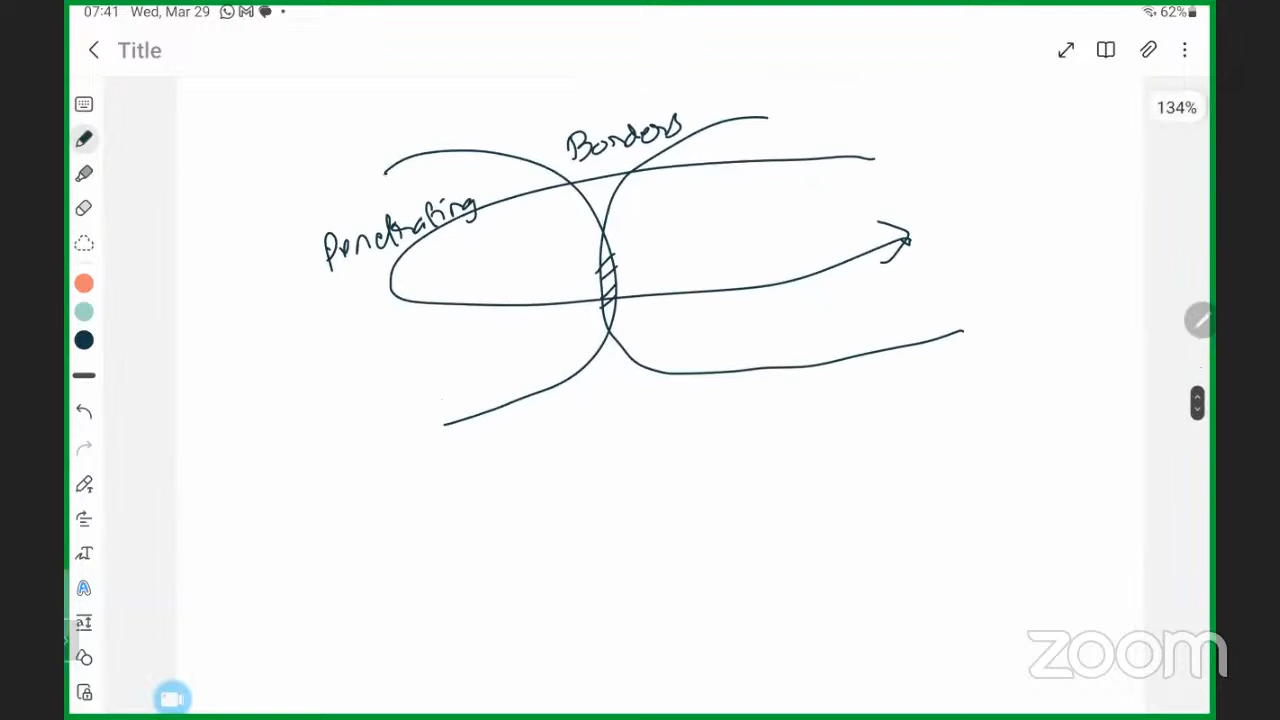 07:41 Wed, Mar 29
62%
Title
134%
Borders
Penetrating
zoom